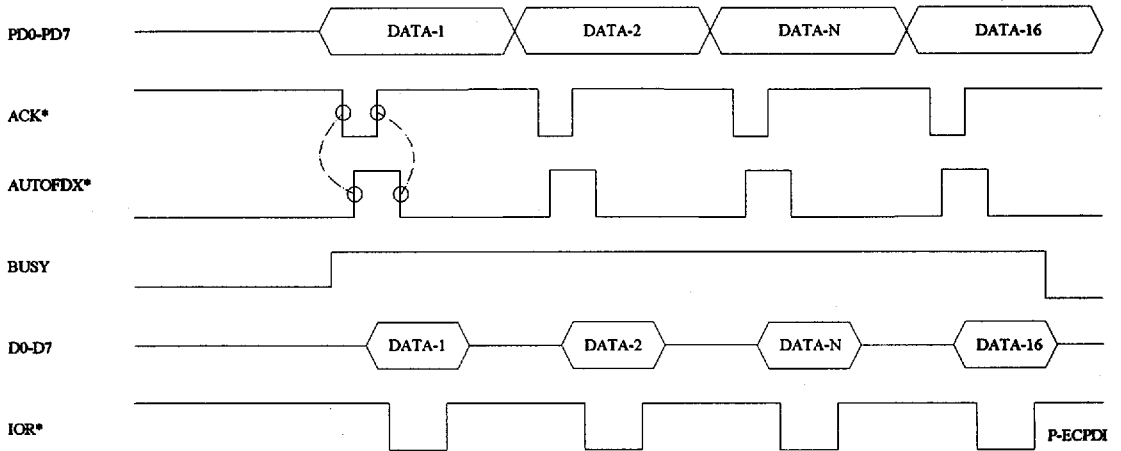 PD0-PD7 DATA-1 DATA-2 DATA-N DATA-16
ACK*
AUTOFDX*
BUSY
D0-D7 DATA-1 DATA-2 DATA-N DATA-16
IOR* P-ECPDI